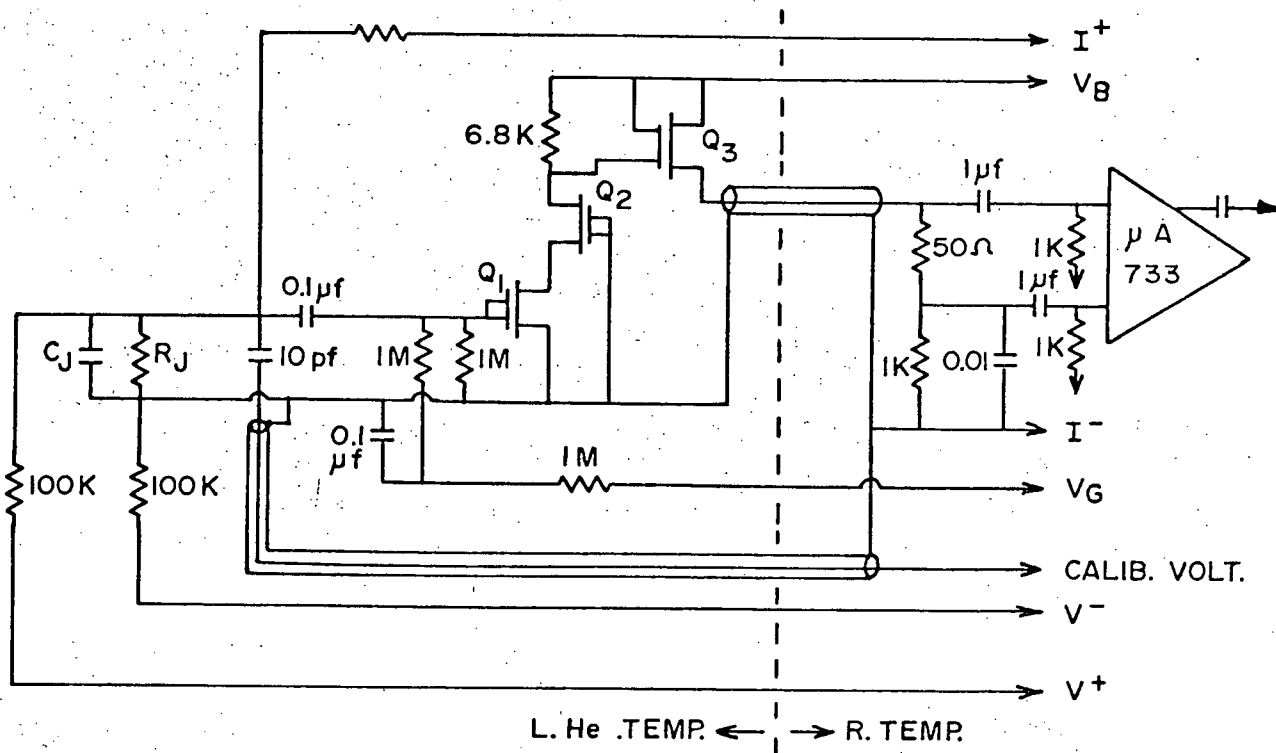 I+
VB
6.8K
Q3
Q2
1µf
50Ω
1K
µA
733
1µf
Q1
0.1µf
CJ
RJ
10pf
1M
1M
1K
0.01
1K
I-
0.1
µf
1M
100K
100K
VG
CALIB. VOLT.
V-
V+
L. He .TEMP.
R. TEMP.